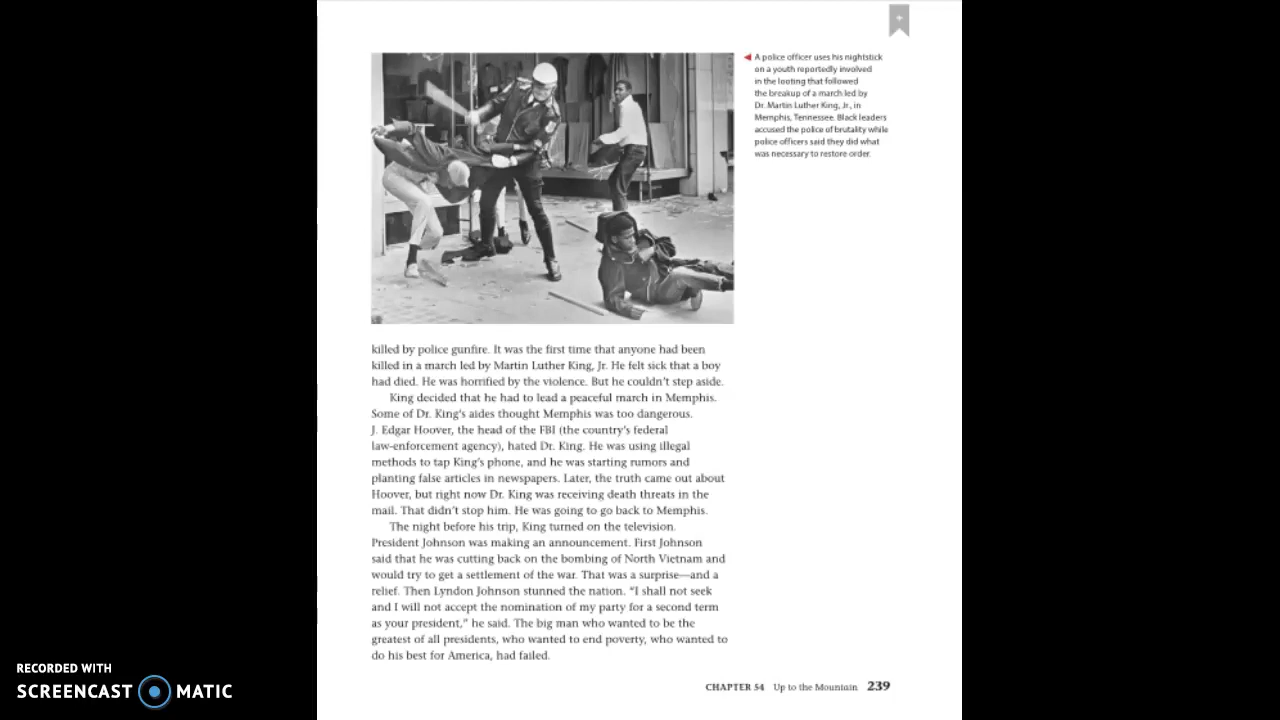 A police officer uses his nightstick
on a youth reportedly involved
in the looting that followed
the breakup of a march led by
Dr. Martin Luther King, Jr., in
Memphis, Tennessee. Black leaders
accused the police of brutality while
police officers said they did what
was necessary to restore order.
killed by police gunfire. It was the first time that anyone had been
killed in a march led by Martin Luther King, Jr. He felt sick that a boy
had died. He was horrified by the violence. But he couldn't step aside.
King decided that he had to lead a peaceful march in Memphis.
Some of Dr. King's aides thought Memphis was too dangerous.
J. Edgar Hoover, the head of the FBI (the country's federal
law-enforcement agency), hated Dr. King. He was using illegal
methods to tap King's phone, and he was starting rumors and
planting false articles in newspapers. Later, the truth came out about
Hoover, but right now Dr. King was receiving death threats in the
mail. That didn't stop him. He was going to go back to Memphis.
The night before his trip, King turned on the television.
President Johnson was making an announcement. First Johnson
said that he was cutting back on the bombing of North Vietnam and
would try to get a settlement of the war. That was a surprise—and a
relief. Then Lyndon Johnson stunned the nation. "I shall not seek
and I will not accept the nomination of my party for a second term
as your president," he said. The big man who wanted to be the
greatest of all presidents, who wanted to end poverty, who wanted to
do his best for America, had failed.
CHAPTER 54 Up to the Mountain 239
RECORDED WITH
SCREENCAST MATIC